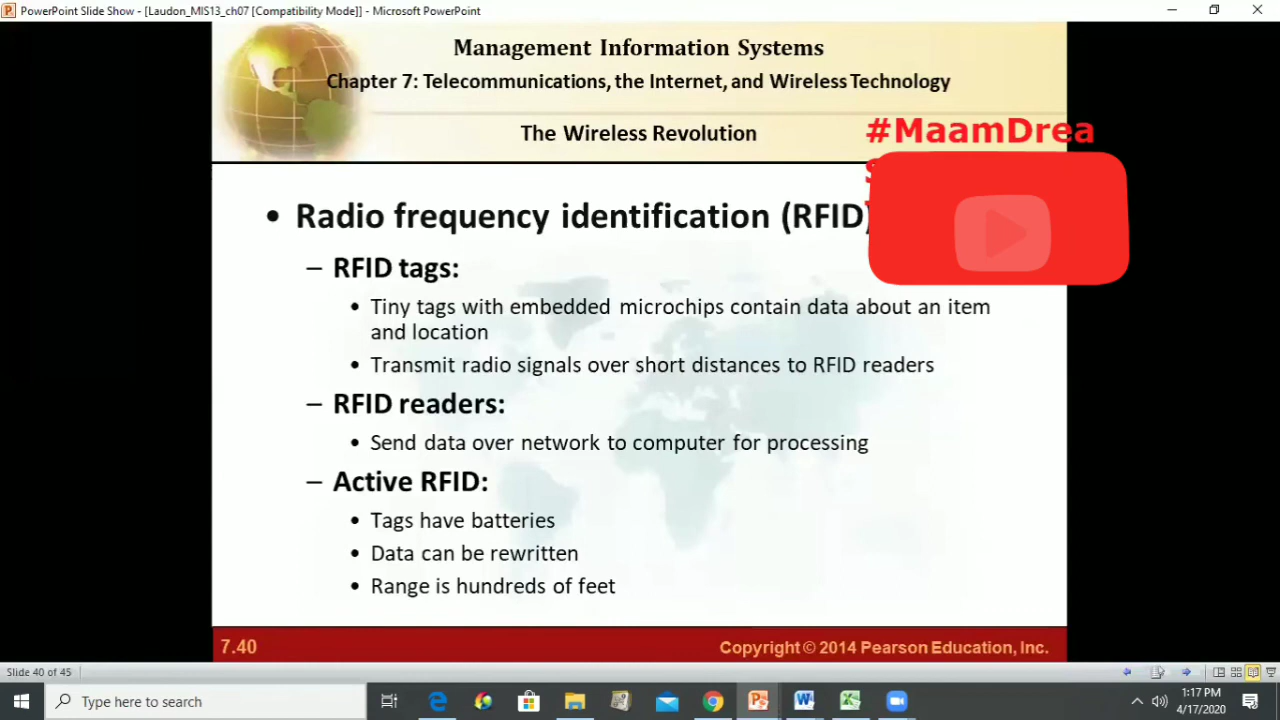 PowerPoint Slide Show - [Laudon_MIS13_ch07 [Compatibility Mode]] - Microsoft PowerPoint
Management Information Systems
Chapter 7: Telecommunications, the Internet, and Wireless Technology
The Wireless Revolution
#MaamDrea
• Radio frequency identification (RFID)
– RFID tags:
• Tiny tags with embedded microchips contain data about an item
and location
• Transmit radio signals over short distances to RFID readers
– RFID readers:
• Send data over network to computer for processing
– Active RFID:
• Tags have batteries
• Data can be rewritten
• Range is hundreds of feet
7.40 Copyright © 2014 Pearson Education, Inc.
Slide 40 of 45
Type here to search
1:17 PM
4/17/2020